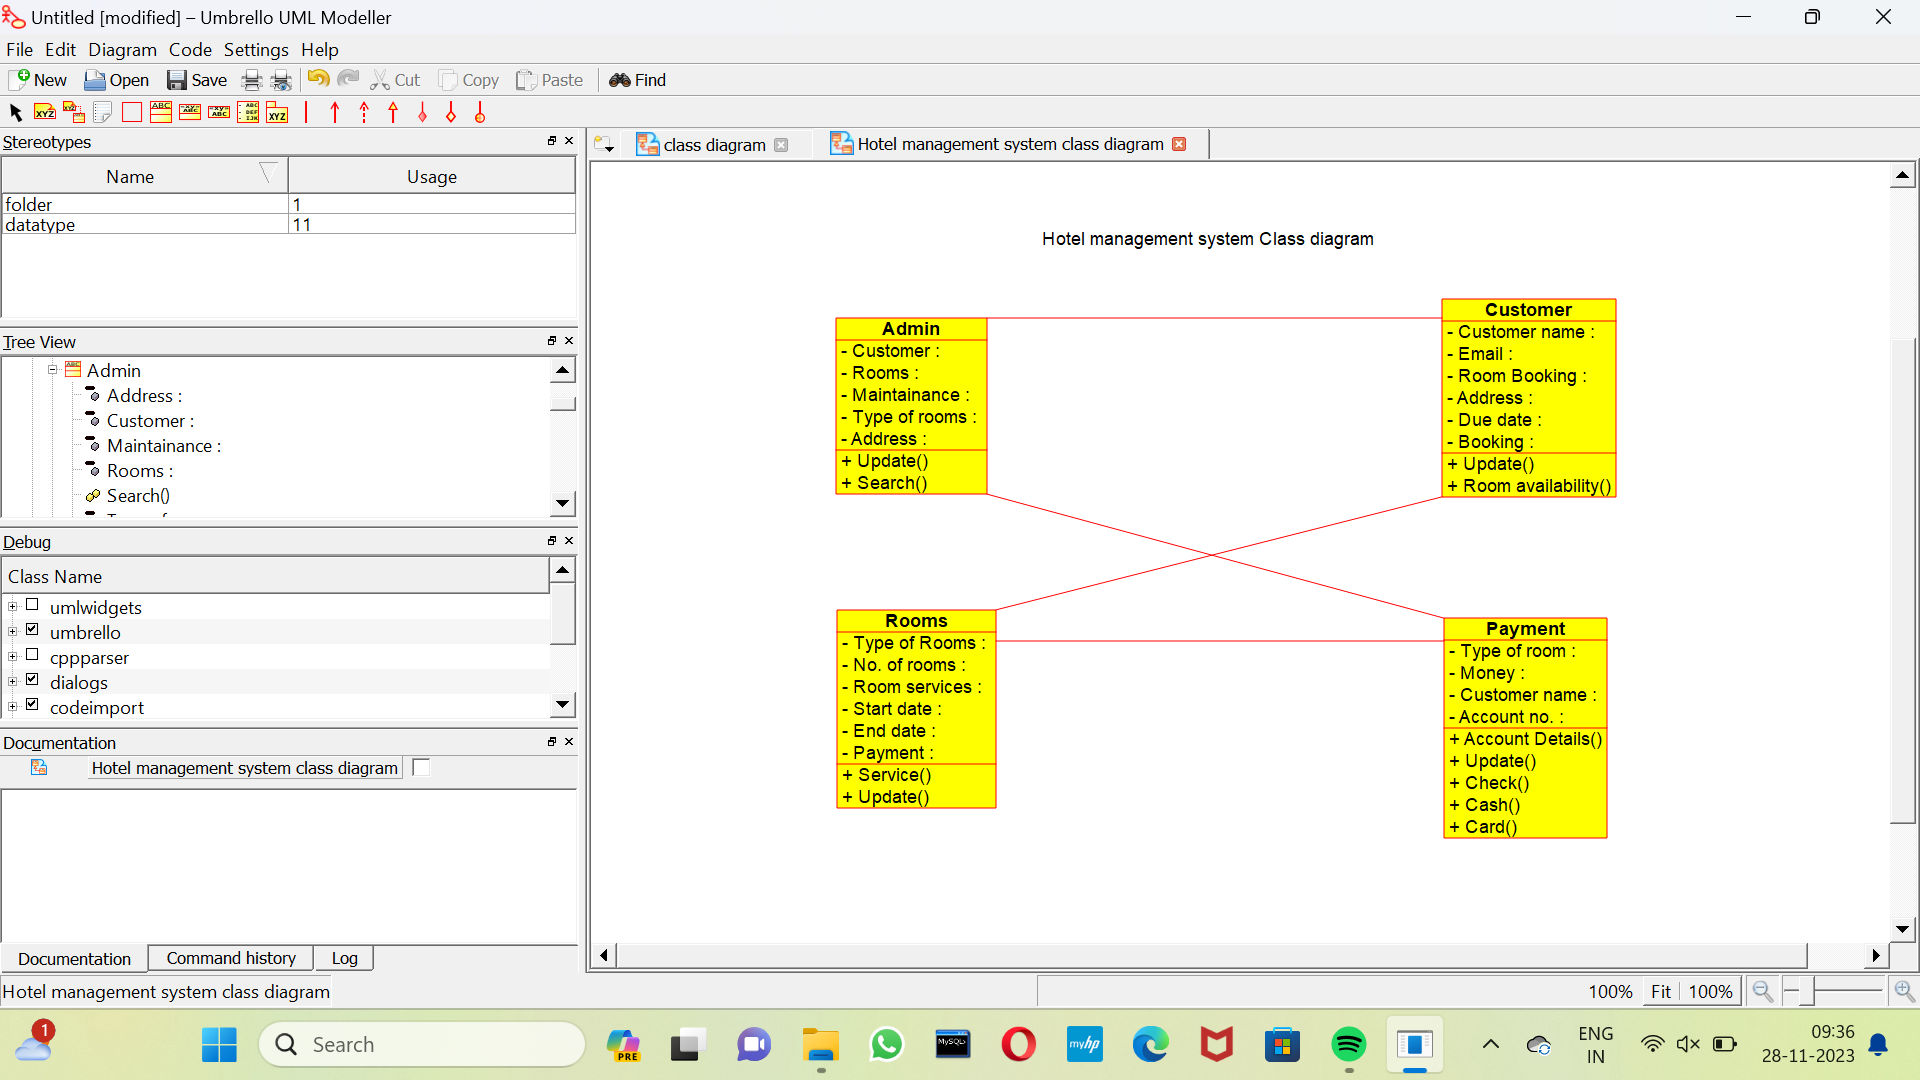 Untitled [modified] – Umbrello UML Modeller
File Edit Diagram Code Settings Help
New Open Save Cut Copy Paste Find
Stereotypes
Name Usage
folder 1
datatype 11
Tree View
Admin
Address :
Customer :
Maintainance :
Rooms :
Search()
Debug
Class Name
umlwidgets
umbrello
cppparser
dialogs
codeimport
Documentation
Hotel management system class diagram
Documentation Command history Log
Hotel management system class diagram
class diagram
Hotel management system class diagram
Hotel management system Class diagram
Admin
- Customer :
- Rooms :
- Maintainance :
- Type of rooms :
- Address :
+ Update()
+ Search()
Customer
- Customer name :
- Email :
- Room Booking :
- Address :
- Due date :
- Booking :
+ Update()
+ Room availability()
Rooms
- Type of Rooms :
- No. of rooms :
- Room services :
- Start date :
- End date :
- Payment :
+ Service()
+ Update()
Payment
- Type of room :
- Money :
- Customer name :
- Account no. :
+ Account Details()
+ Update()
+ Check()
+ Cash()
+ Card()
100% Fit 100%
1
Search
PRE
MySQL
myhp
ENG
IN
09:36
28-11-2023